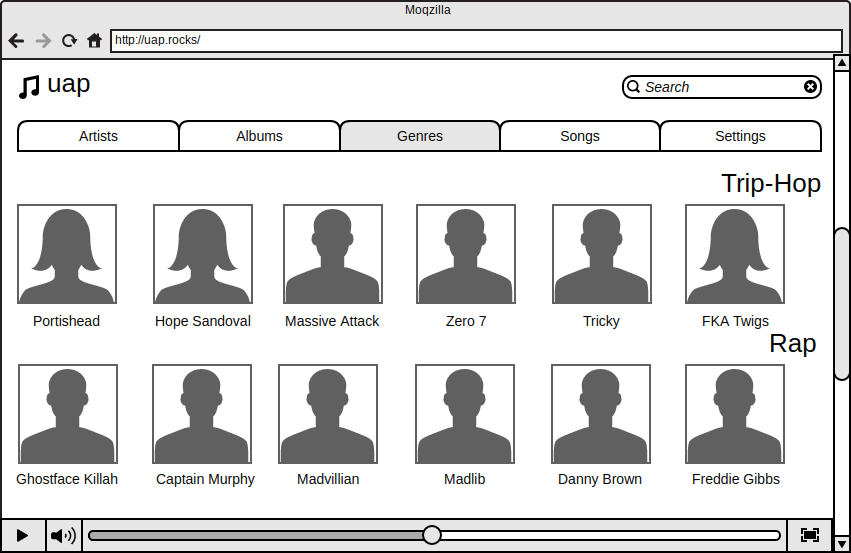 Moqzilla
http://uap.rocks/
uap
Search
Artists Albums Genres Songs Settings
Trip-Hop
Portishead Hope Sandoval Massive Attack Zero 7 Tricky FKA Twigs
Rap
Ghostface Killah Captain Murphy Madvillian Madlib Danny Brown Freddie Gibbs